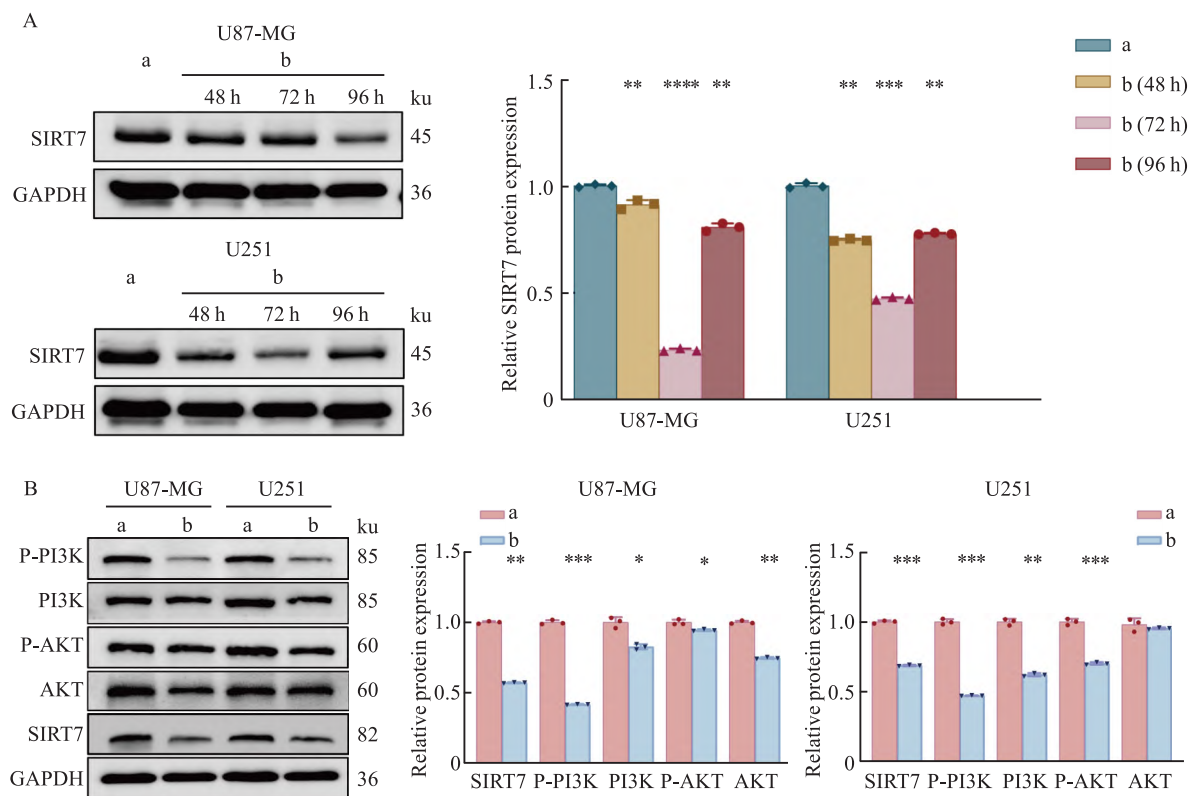 A
U87-MG
a b
48 h 72 h 96 h ku
SIRT7 45
GAPDH 36
U251
a b
48 h 72 h 96 h ku
SIRT7 45
GAPDH 36
a
b (48 h)
b (72 h)
b (96 h)
Relative SIRT7 protein expression
1.5
1.0
0.5
0
** **** ** ** *** **
U87-MG U251
B
U87-MG U251
a b a b ku
P-PI3K 85
PI3K 85
P-AKT 60
AKT 60
SIRT7 82
GAPDH 36
U87-MG
a
b
Relative protein expression
1.5
1.0
0.5
0
** *** * * **
SIRT7 P-PI3K PI3K P-AKT AKT
U251
a
b
Relative protein expression
1.5
1.0
0.5
0
*** *** ** ***
SIRT7 P-PI3K PI3K P-AKT AKT